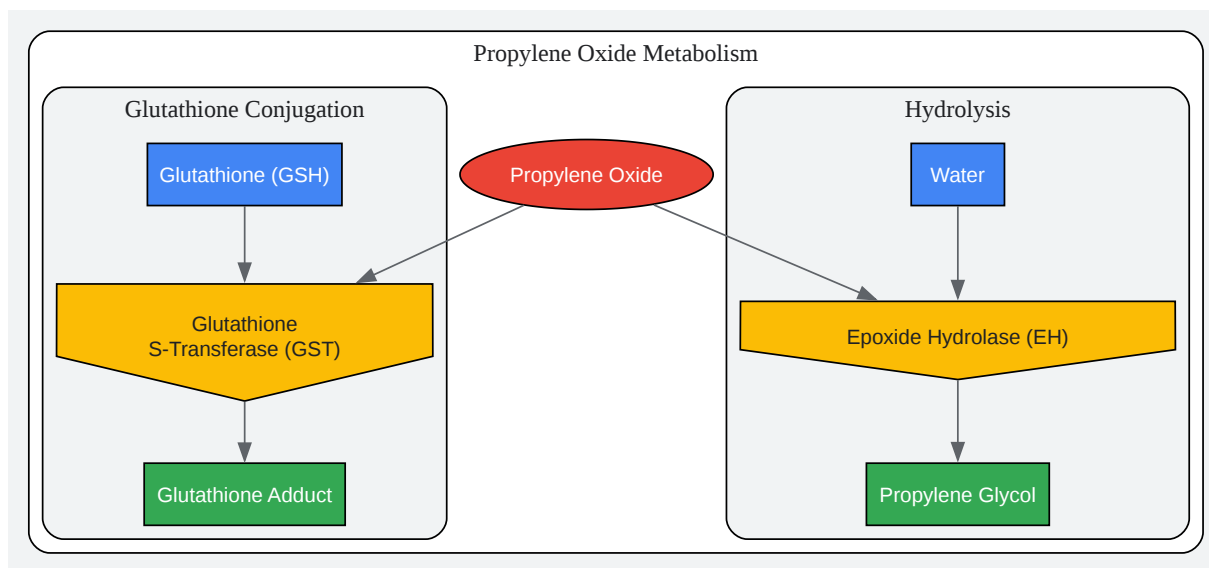 Propylene Oxide Metabolism
Glutathione Conjugation
Hydrolysis
Glutathione (GSH)
Propylene Oxide
Water
Glutathione
S-Transferase (GST)
Epoxide Hydrolase (EH)
Glutathione Adduct
Propylene Glycol